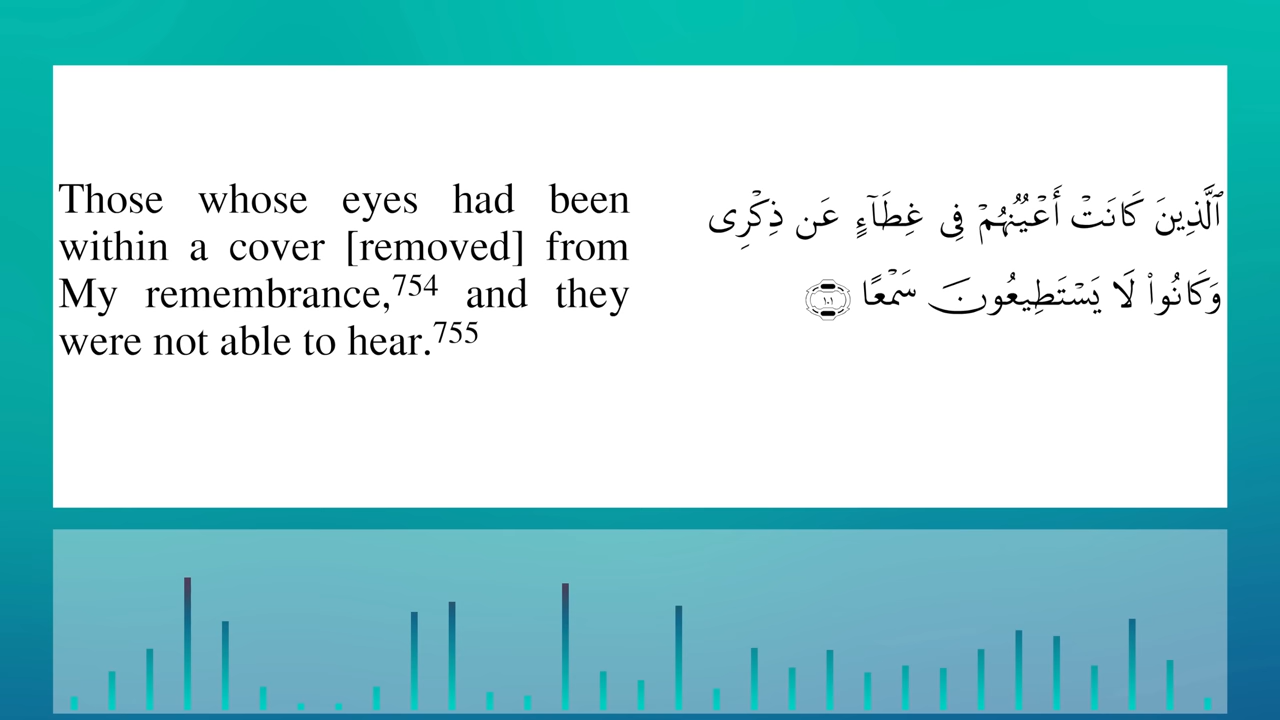 Those whose eyes had been
within a cover [removed] from
My remembrance,754 and they
were not able to hear.755
ٱلَّذِينَ كَانَتْ أَعْيُنُهُمْ فِى غِطَآءٍ عَن ذِكْرِى
وَكَانُوا۟ لَا يَسْتَطِيعُونَ سَمْعًا ١٠١